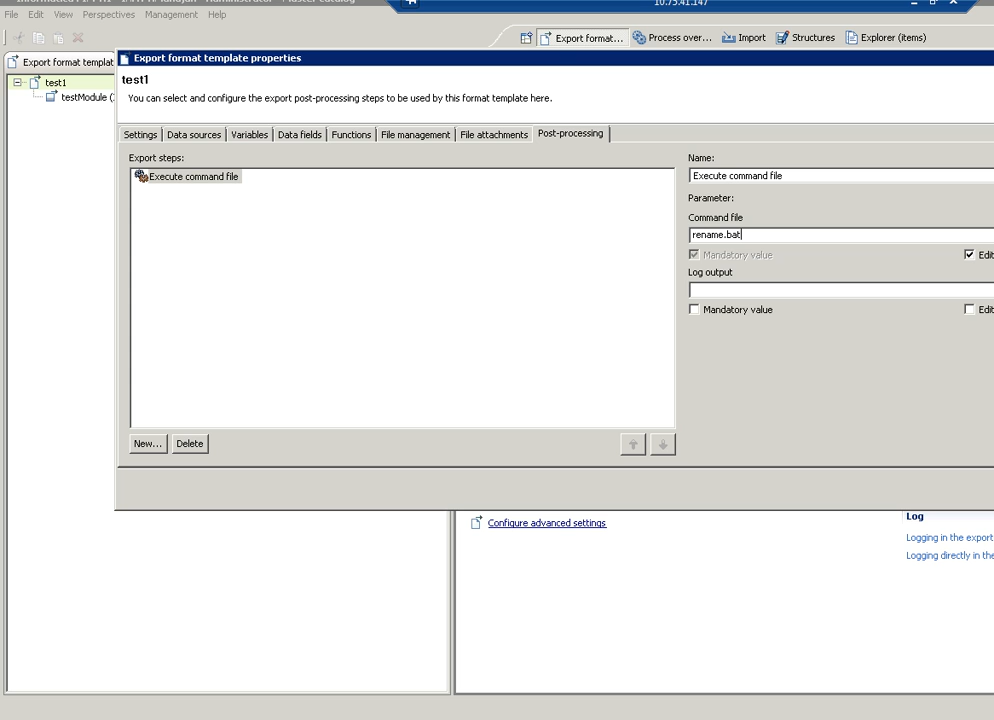 10.75.41.147
File Edit View Perspectives Management Help
Export format... Process over... Import Structures Explorer (items)
Export format templat
Export format template properties
test1
test1
testModule (
You can select and configure the export post-processing steps to be used by this format template here.
Settings Data sources Variables Data fields Functions File management File attachments Post-processing
Export steps:
Execute command file
Name:
Execute command file
Parameter:
Command file
rename.bat
Mandatory value Edit
Log output
Mandatory value Edit
New... Delete
Configure advanced settings
Log
Logging in the export
Logging directly in the